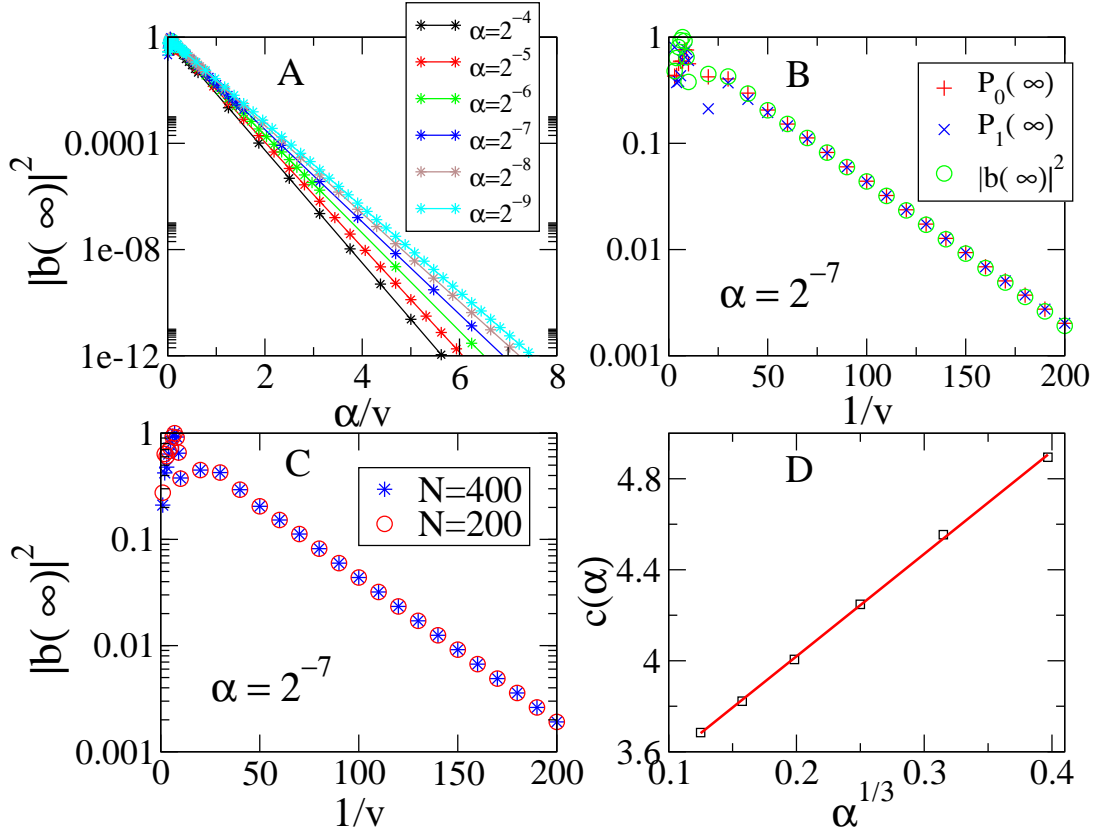 1
0.0001
1e-08
1e-12
|b( ∞)|²
0 2 4 6 8
α/v
A
α=2⁻⁴
α=2⁻⁵
α=2⁻⁶
α=2⁻⁷
α=2⁻⁸
α=2⁻⁹
1
0.1
0.01
0.001
0 50 100 150 200
1/v
B
P₀( ∞)
P₁( ∞)
|b( ∞)|²
α = 2⁻⁷
1
0.1
0.01
0.001
|b( ∞)|²
0 50 100 150 200
1/v
C
N=400
N=200
α = 2⁻⁷
4.8
4.4
4
3.6
c(α)
0.1 0.2 0.3 0.4
α^1/3
D